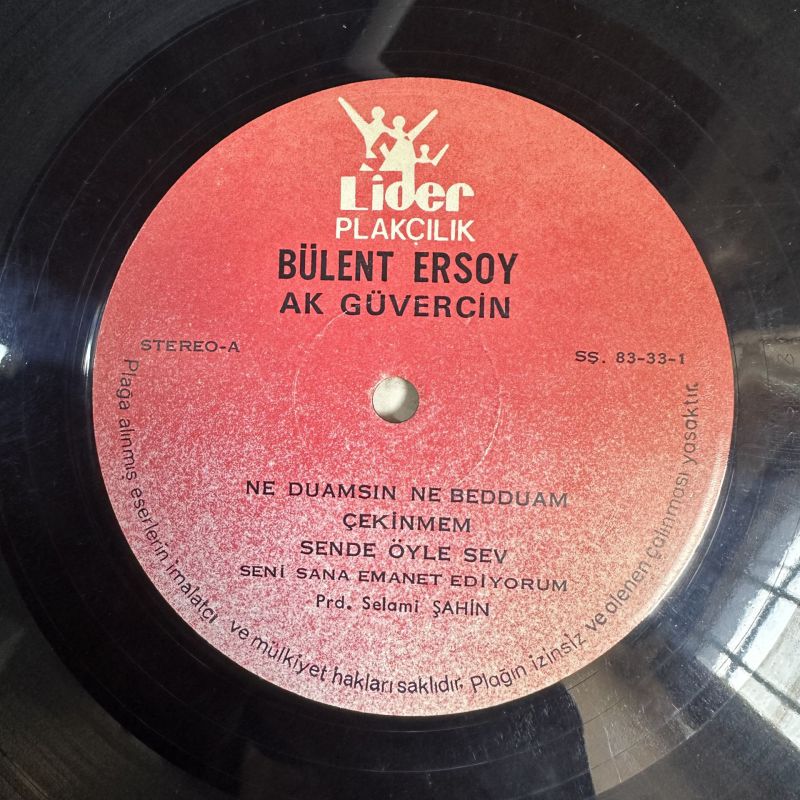 Lider
PLAKÇILIK
BÜLENT ERSOY
AK GÜVERCİN
STEREO-A
SŞ. 83-33-1
NE DUAMSIN NE BEDDUAM
ÇEKİNMEM
SENDE ÖYLE SEV
SENİ SANA EMANET EDİYORUM
Prd. Selami ŞAHİN
Plağa alınmış eserlerin imalatçı ve mülkiyet hakları saklıdır. Plağın izinsiz ve alenen çalınması yasaktır.